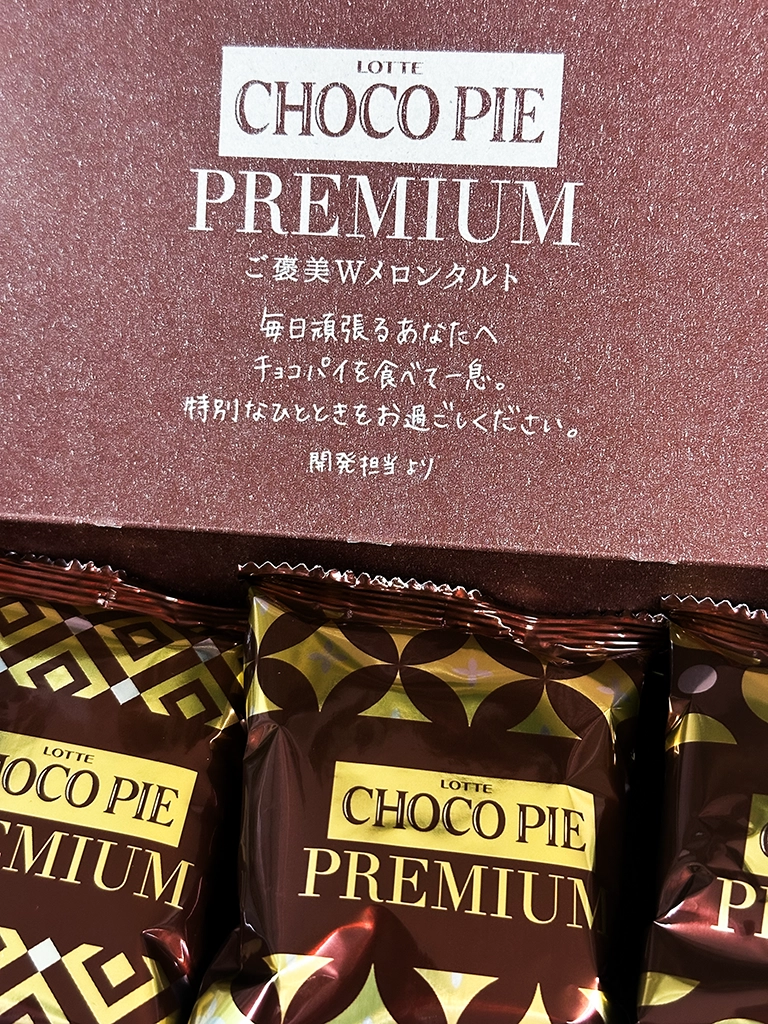 LOTTE
CHOCO PIE
PREMIUM
ご褒美Wメロンタルト
毎日頑張るあなたへ
チョコパイを食べて一息。
特別なひとときをお過ごしください。
開発担当より
LOTTE
HOCO PIE
EMIUM
LOTTE
CHOCO PIE
PREMIUM
P